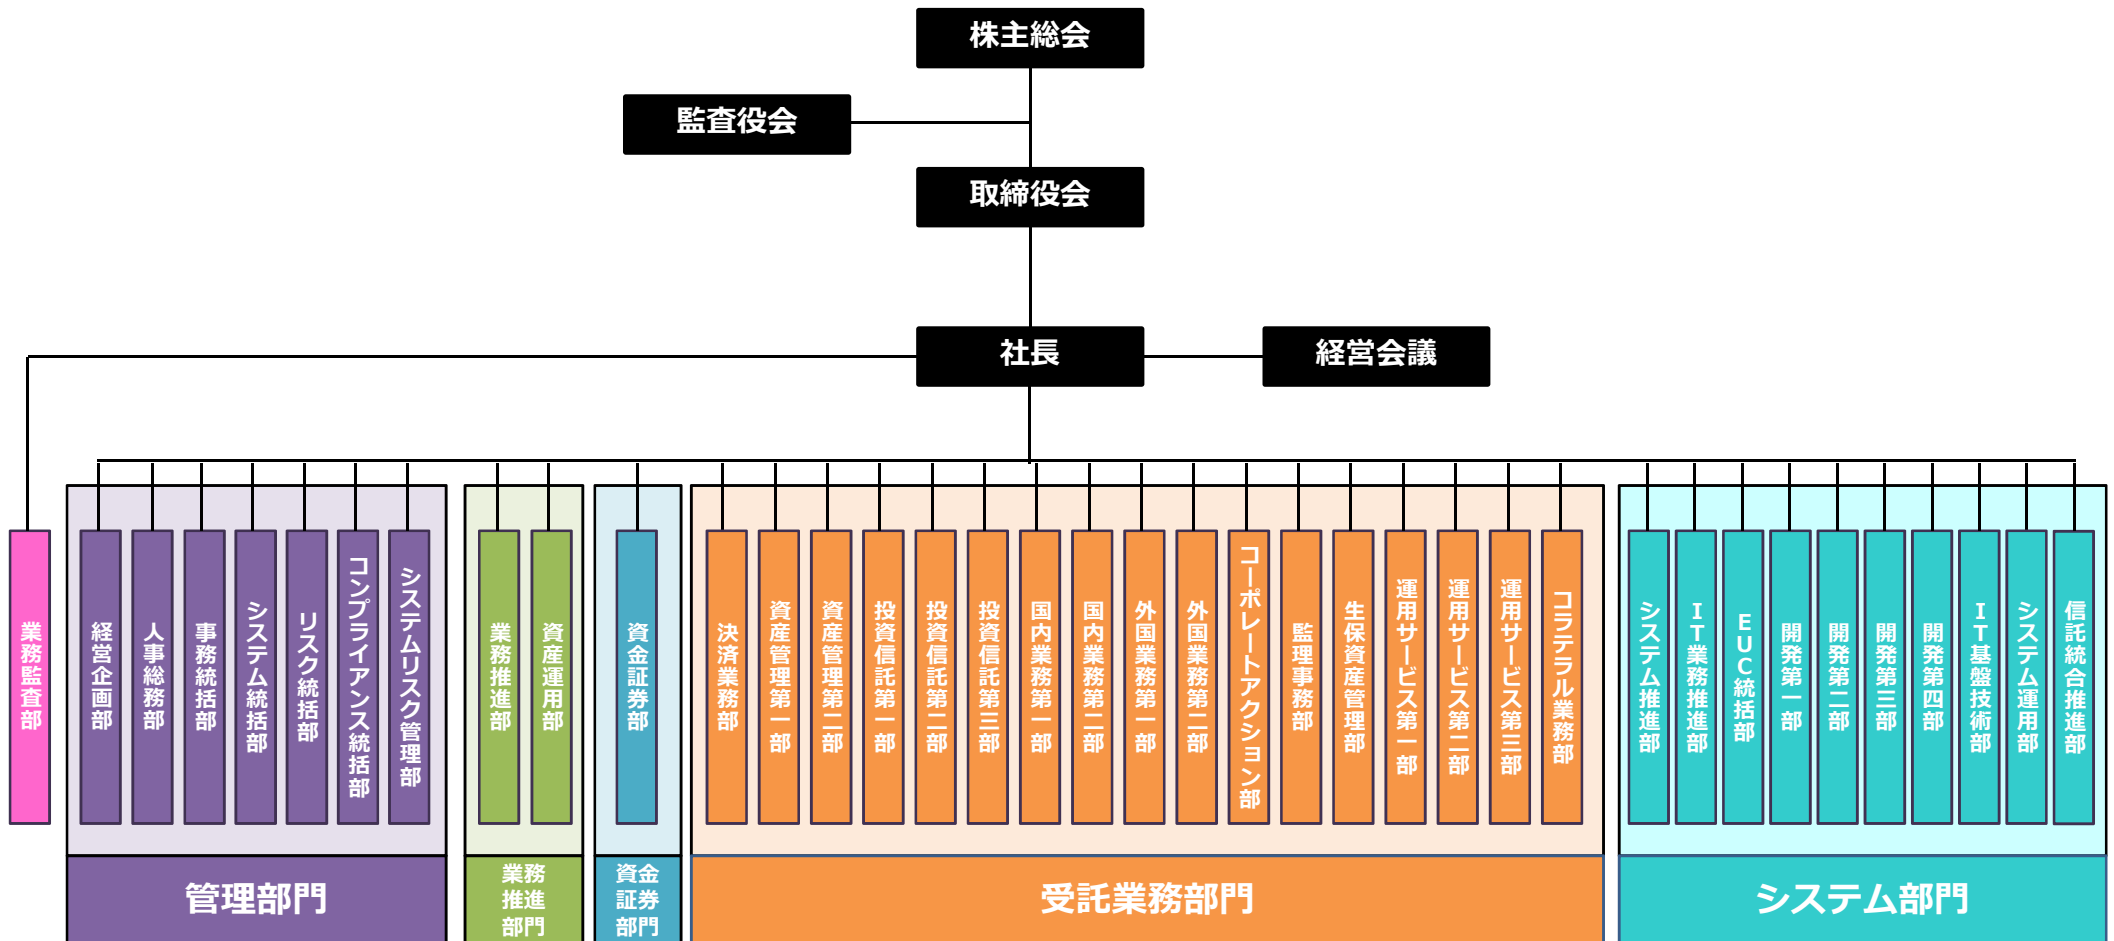 株主総会
監査役会
取締役会
社長
経営会議
業務監査部
経営企画部
人事総務部
事務統括部
システム統括部
リスク統括部
コンプライアンス統括部
システムリスク管理部
業務推進部
資産運用部
資金証券部
決済業務部
資産管理第一部
資産管理第二部
投資信託第一部
投資信託第二部
投資信託第三部
国内業務第一部
国内業務第二部
外国業務第一部
外国業務第二部
コーポレートアクション部
監理事務部
生保資産管理部
運用サービス第一部
運用サービス第二部
運用サービス第三部
コラテラル業務部
システム推進部
IT業務推進部
EUC統括部
開発第一部
開発第二部
開発第三部
開発第四部
IT基盤技術部
システム運用部
信託統合推進部
管理部門
業務
推進
部門
資金
証券
部門
受託業務部門
システム部門